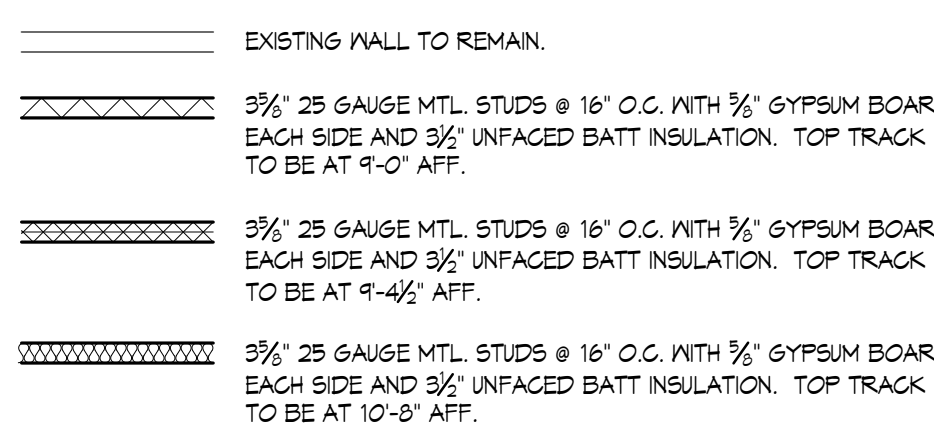 EXISTING WALL TO REMAIN.
3⅝" 25 GAUGE MTL. STUDS @ 16" O.C. WITH ⅝" GYPSUM BOAR
EACH SIDE AND 3½" UNFACED BATT INSULATION. TOP TRACK
TO BE AT 9'-0" AFF.
3⅝" 25 GAUGE MTL. STUDS @ 16" O.C. WITH ⅝" GYPSUM BOAR
EACH SIDE AND 3½" UNFACED BATT INSULATION. TOP TRACK
TO BE AT 9'-4½" AFF.
3⅝" 25 GAUGE MTL. STUDS @ 16" O.C. WITH ⅝" GYPSUM BOAR
EACH SIDE AND 3½" UNFACED BATT INSULATION. TOP TRACK
TO BE AT 10'-8" AFF.